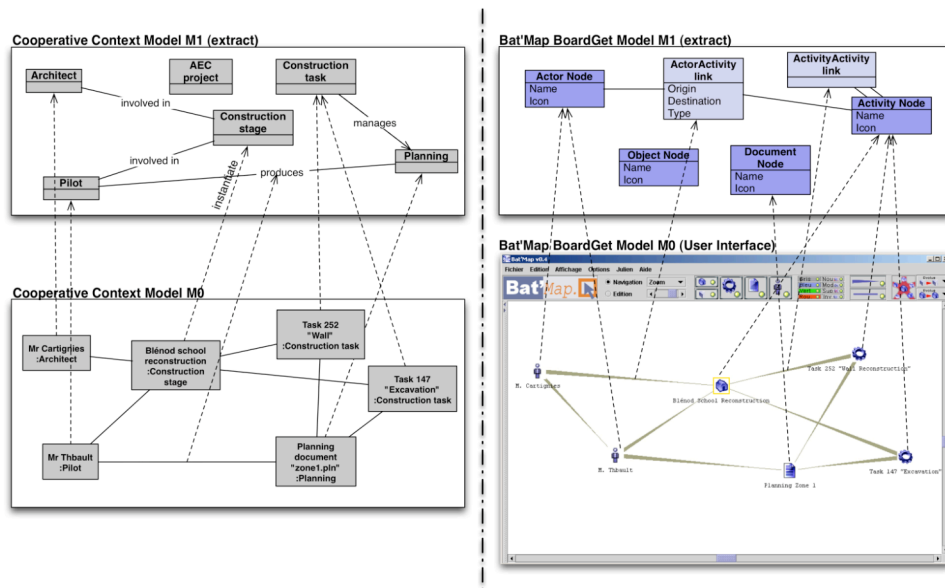 Cooperative Context Model M1 (extract)
Architect
AEC
project
Construction
task
involved in
Construction
stage
manages
Planning
involved in
produces
Pilot
instantiate
Cooperative Context Model M0
Mr Cartignies
:Architect
Blénod school
reconstruction
:Construction
stage
Task 252
"Wall"
:Construction task
Task 147
"Excavation"
:Construction task
Mr Thbault
:Pilot
Planning
document
"zone1.pln"
:Planning
Bat'Map BoardGet Model M1 (extract)
Actor Node
Name
Icon
ActorActivity
link
Origin
Destination
Type
ActivityActivity
link
Activity Node
Name
Icon
Object Node
Name
Icon
Document
Node
Name
Icon
Bat'Map BoardGet Model M0 (User Interface)
Bat'Map v0.4
Fichier Edition Affichage Options Julien Aide
Bat'Map.
Navigation
Zoom
Edition
M. Cartignies
Task 252 "Wall Reconstruction"
Blénod School Reconstruction
M. Thbault
Planning Zone 1
Task 147 "Excavation"